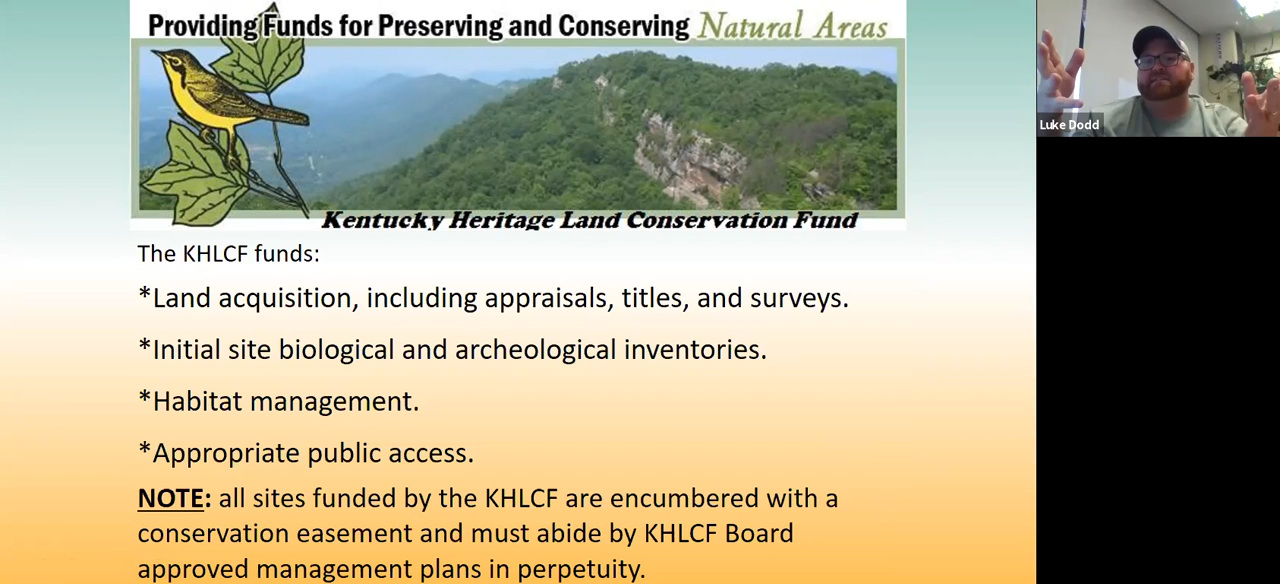 Providing Funds for Preserving and Conserving Natural Areas
Luke Dodd
Kentucky Heritage Land Conservation Fund
The KHLCF funds:
*Land acquisition, including appraisals, titles, and surveys.
*Initial site biological and archeological inventories.
*Habitat management.
*Appropriate public access.
NOTE: all sites funded by the KHLCF are encumbered with a
conservation easement and must abide by KHLCF Board
approved management plans in perpetuity.